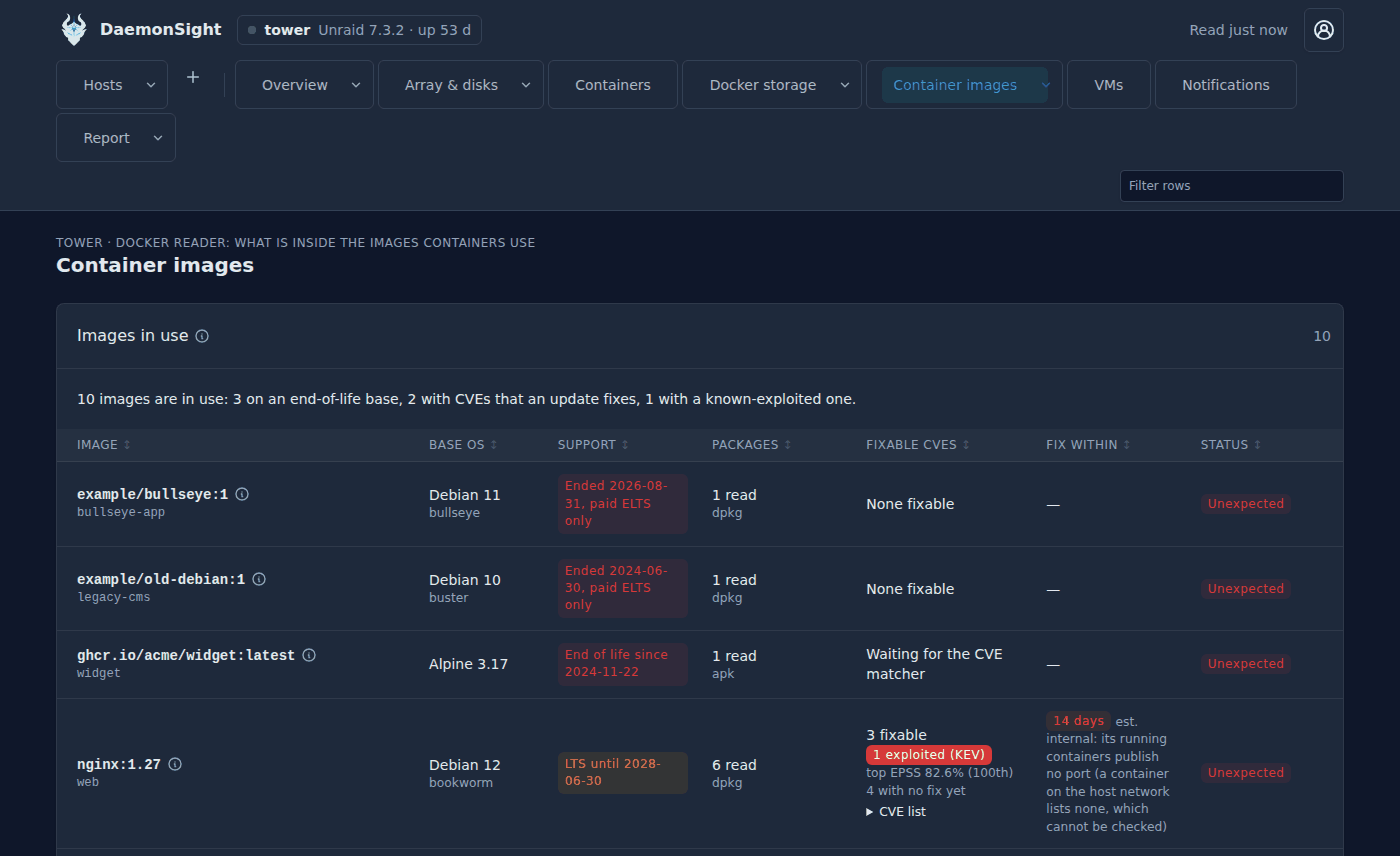 DaemonSight
tower Unraid 7.3.2 · up 53 d
Read just now
Hosts
+
Overview
Array & disks
Containers
Docker storage
Container images
VMs
Notifications
Report
Filter rows
TOWER · DOCKER READER: WHAT IS INSIDE THE IMAGES CONTAINERS USE
Container images
Images in use
10
10 images are in use: 3 on an end-of-life base, 2 with CVEs that an update fixes, 1 with a known-exploited one.
IMAGE BASE OS SUPPORT PACKAGES FIXABLE CVES FIX WITHIN STATUS
example/bullseye:1
bullseye-app
Debian 11
bullseye
Ended 2026-08-
31, paid ELTS
only
1 read
dpkg
None fixable
—
Unexpected
example/old-debian:1
legacy-cms
Debian 10
buster
Ended 2024-06-
30, paid ELTS
only
1 read
dpkg
None fixable
—
Unexpected
ghcr.io/acme/widget:latest
widget
Alpine 3.17
End of life since
2024-11-22
1 read
apk
Waiting for the CVE
matcher
—
Unexpected
nginx:1.27
web
Debian 12
bookworm
LTS until 2028-
06-30
6 read
dpkg
3 fixable
1 exploited (KEV)
top EPSS 82.6% (100th)
4 with no fix yet
CVE list
14 days est.
internal: its running
containers publish
no port (a container
on the host network
lists none, which
cannot be checked)
Unexpected